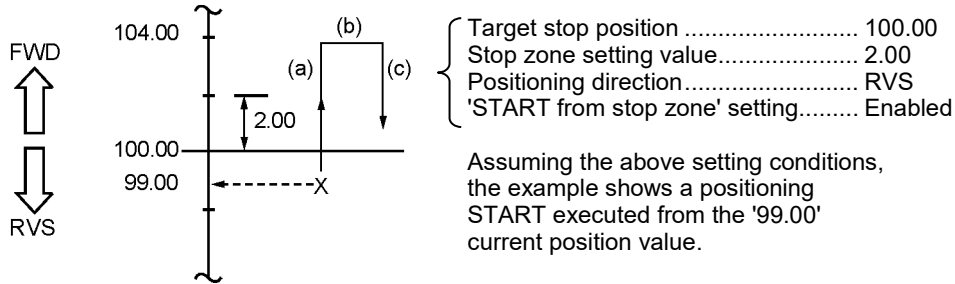 104.00
(b)
FWD
(a)
(c)
2.00
100.00
99.00
X
RVS
Target stop position .......................... 100.00
Stop zone setting value..................... 2.00
Positioning direction.......................... RVS
'START from stop zone' setting......... Enabled
Assuming the above setting conditions,
the example shows a positioning
START executed from the '99.00'
current position value.